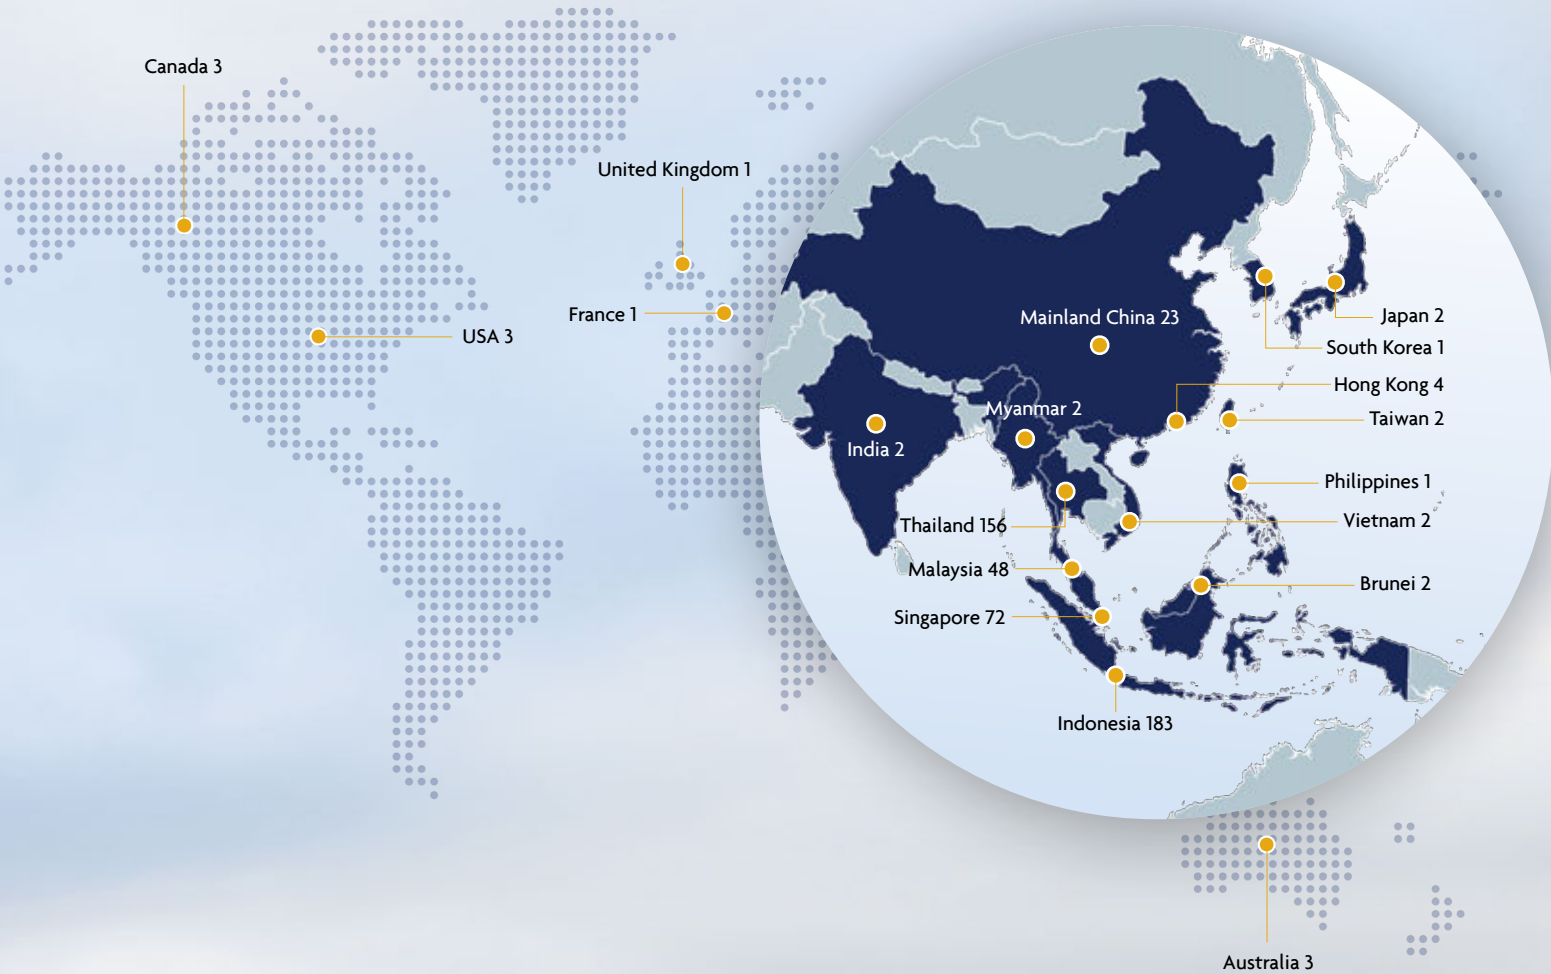 Canada 3
United Kingdom 1
France 1
USA 3
Mainland China 23
Japan 2
South Korea 1
Hong Kong 4
Myanmar 2
Taiwan 2
India 2
Philippines 1
Thailand 156
Vietnam 2
Malaysia 48
Brunei 2
Singapore 72
Indonesia 183
Australia 3